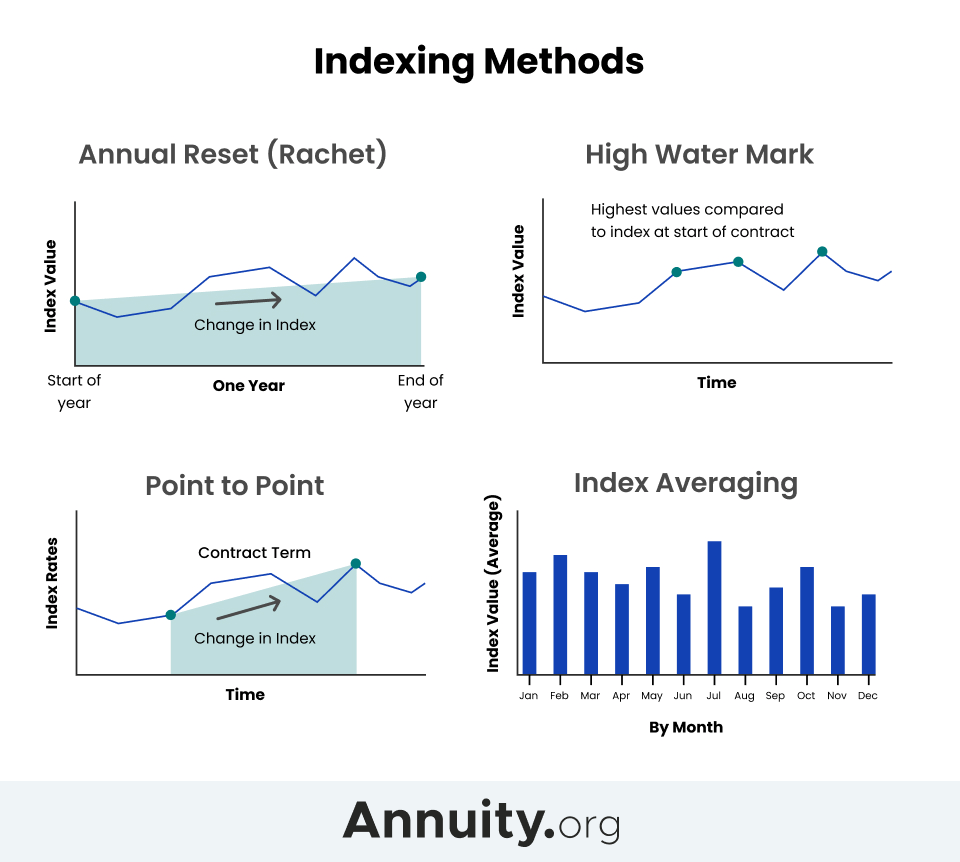 Indexing Methods
Annual Reset (Rachet)
Index Value
Change in Index
Start of
year
One Year
End of
year
High Water Mark
Highest values compared
to index at start of contract
Index Value
Time
Point to Point
Index Rates
Contract Term
Change in Index
Time
Index Averaging
Index Value (Average)
Jan Feb Mar Apr May Jun Jul Aug Sep Oct Nov Dec
By Month
Annuity.org